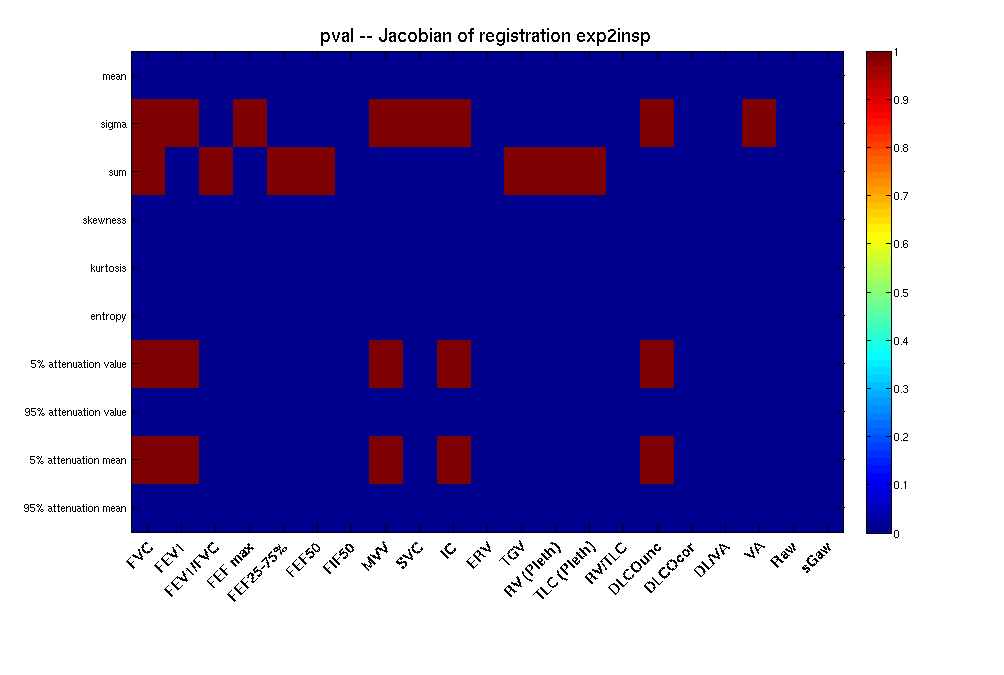 pval -- Jacobian of registration exp2insp
mean
sigma
sum
skewness
kurtosis
entropy
5% attenuation value
95% attenuation value
5% attenuation mean
95% attenuation mean
FVC
FEV1
FEV1/FVC
FEF max
FEF25-75%
FEF50
FIF50
MVV
SVC
IC
ERV
TGV
RV (Pleth)
TLC (Pleth)
RV/TLC
DLCOunc
DLCOcor
DL/VA
VA
Raw
sGaw
1
0.9
0.8
0.7
0.6
0.5
0.4
0.3
0.2
0.1
0